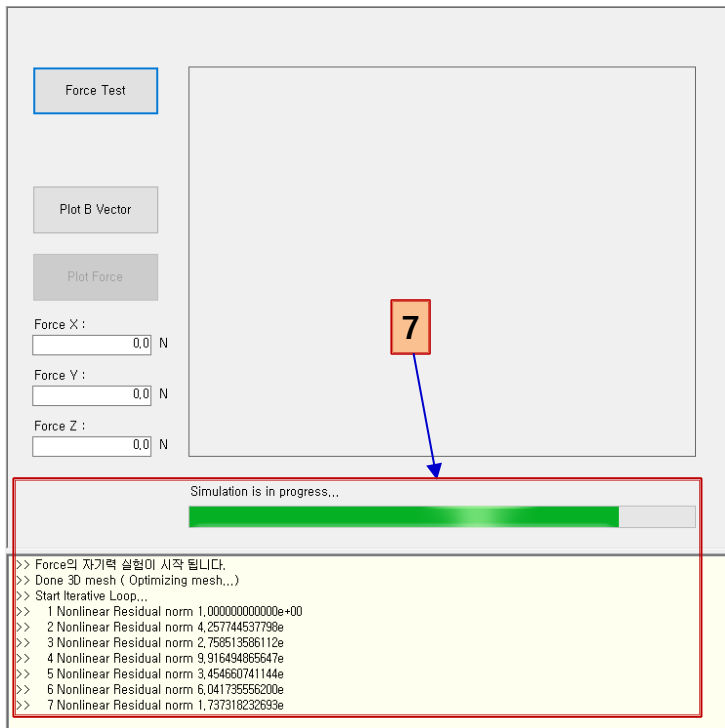 Force Test
Plot B Vector
Plot Force
7
Force X :
0,0 N
Force Y :
0,0 N
Force Z :
0,0 N
Simulation is in progress,,,
>> Force의 자기력 실험이 시작 됩니다.
>> Done 3D mesh ( Optimizing mesh,,,)
>> Start Iterative Loop,,,
>> 1 Nonlinear Residual norm 1,000000000000e+00
>> 2 Nonlinear Residual norm 4,257744537798e
>> 3 Nonlinear Residual norm 2,758513586112e
>> 4 Nonlinear Residual norm 9,916494865647e
>> 5 Nonlinear Residual norm 3,454660741144e
>> 6 Nonlinear Residual norm 6,041735556200e
>> 7 Nonlinear Residual norm 1,737318232693e